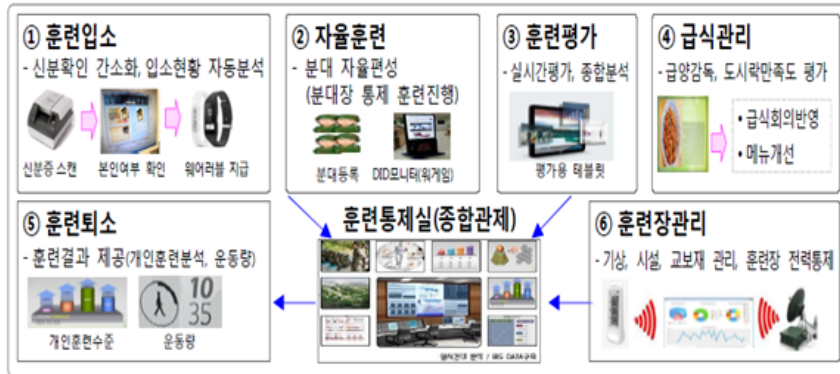 ① 훈련입소
- 신분확인 간소화, 입소현황 자동분석
신분증 스캔
본인여부 확인
웨어러블 지급
② 자율훈련
- 분대 자율편성
(분대장 통제 훈련진행)
분대등록
DID모니터(워게임)
③ 훈련평가
- 실시간평가, 종합분석
평가용 태블릿
④ 급식관리
- 급양감독, 도시락만족도 평가
• 급식회의반영
• 메뉴개선
⑤ 훈련퇴소
- 훈련결과 제공(개인훈련분석, 운동량)
개인훈련수준
10
35
운동량
훈련통제실(종합관제)
⑥ 훈련장관리
- 기상, 시설, 교보재 관리, 훈련장 전력통제